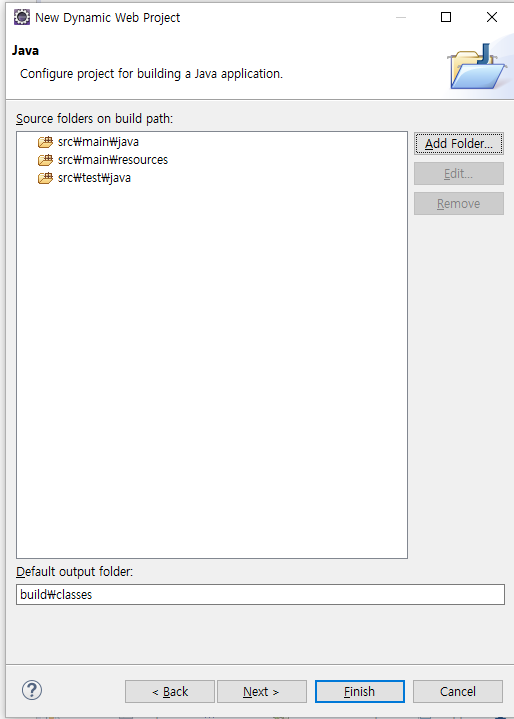 New Dynamic Web Project
Java
Configure project for building a Java application.
Source folders on build path:
src₩main₩java
src₩main₩resources
src₩test₩java
Add Folder...
Edit...
Remove
Default output folder:
build₩classes
?
< Back
Next >
Finish
Cancel